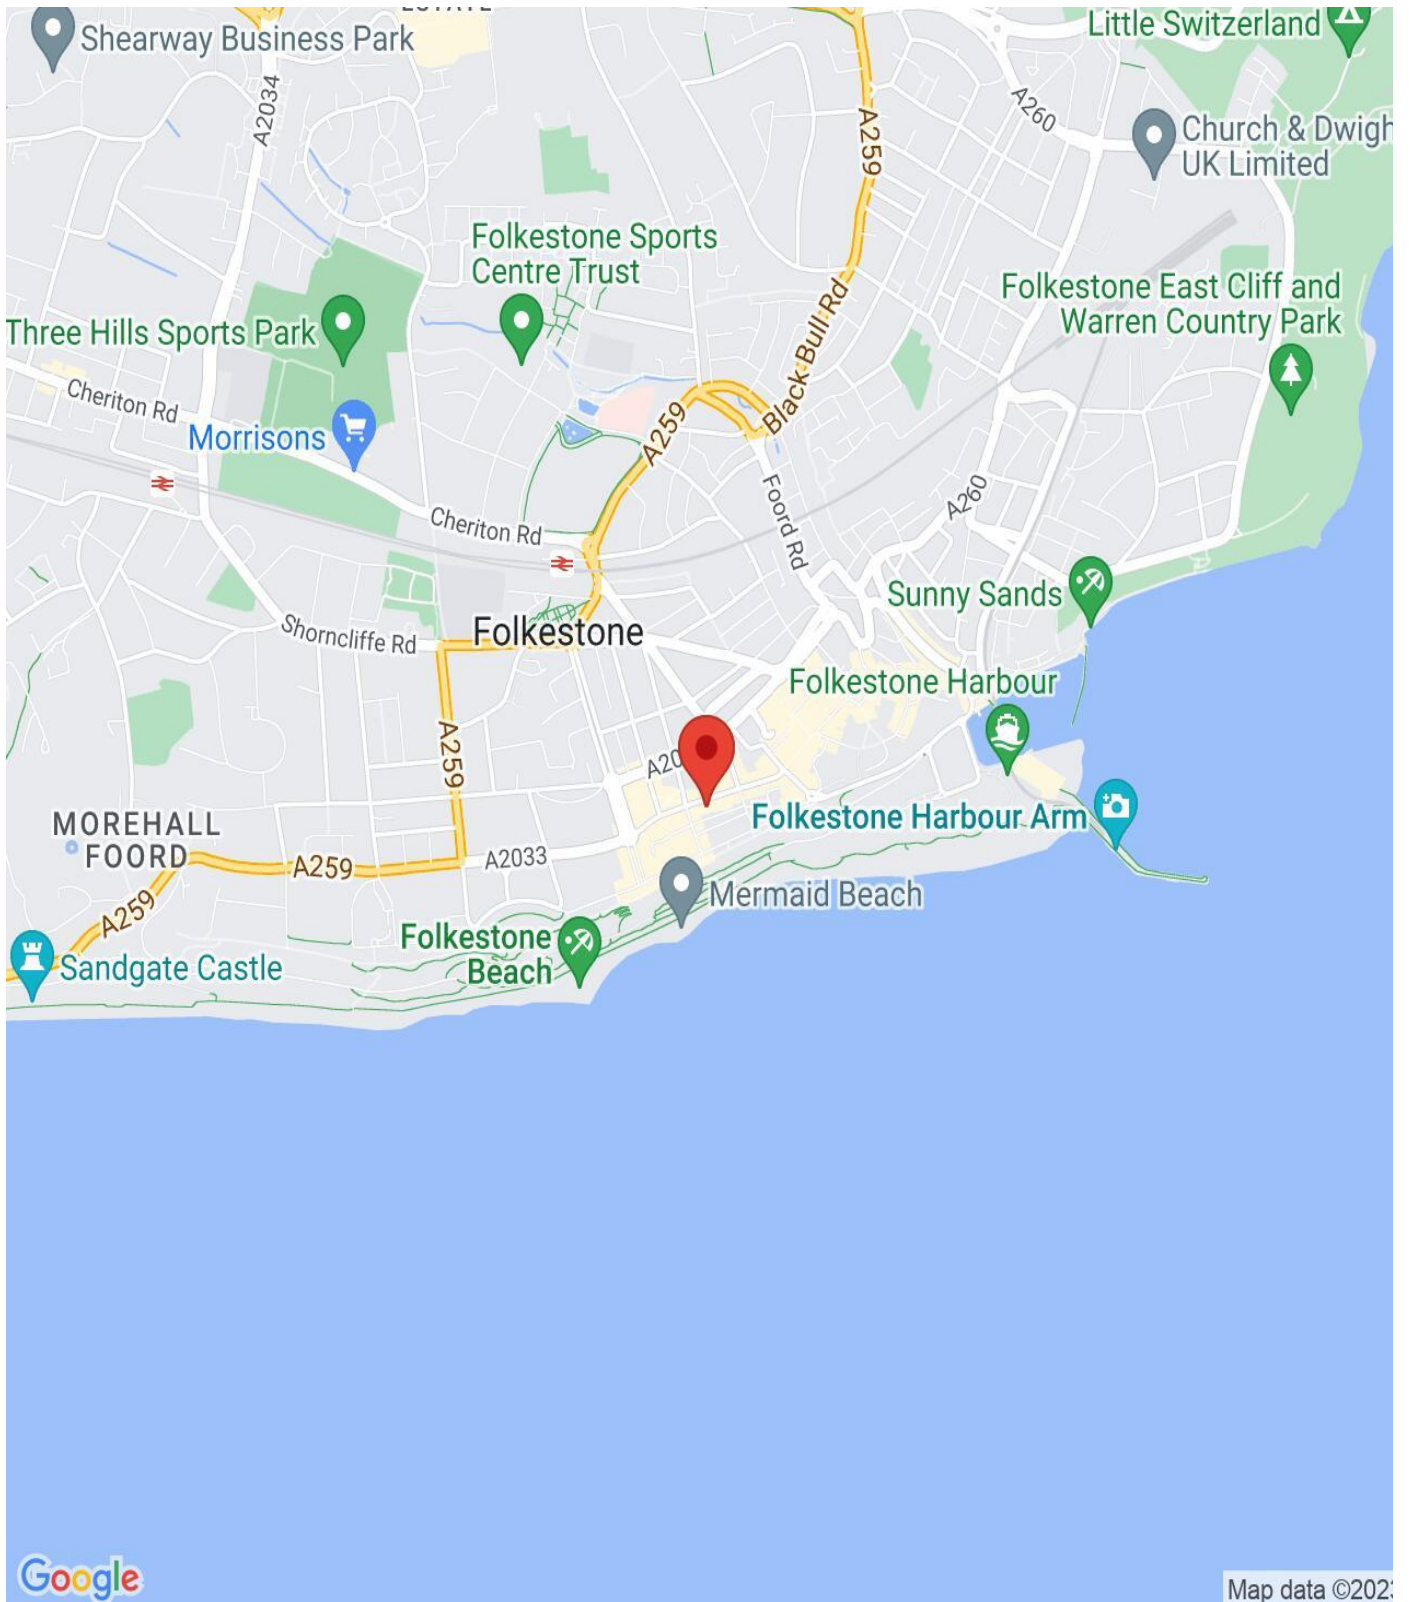 ESTATE
Little Switzerland
Shearway Business Park
A2034
A260
A259
Church & Dwigh
UK Limited
Folkestone Sports
Centre Trust
Folkestone East Cliff and
Warren Country Park
Three Hills Sports Park
Black Bull Rd
Cheriton Rd
A259
Morrisons
Foord Rd
A260
Cheriton Rd
Sunny Sands
Shorncliffe Rd
Folkestone
Folkestone Harbour
A259
A20
MOREHALL
FOORD
Folkestone Harbour Arm
A2033
A259
A259
Mermaid Beach
Folkestone
Beach
Sandgate Castle
Google
Map data ©2023